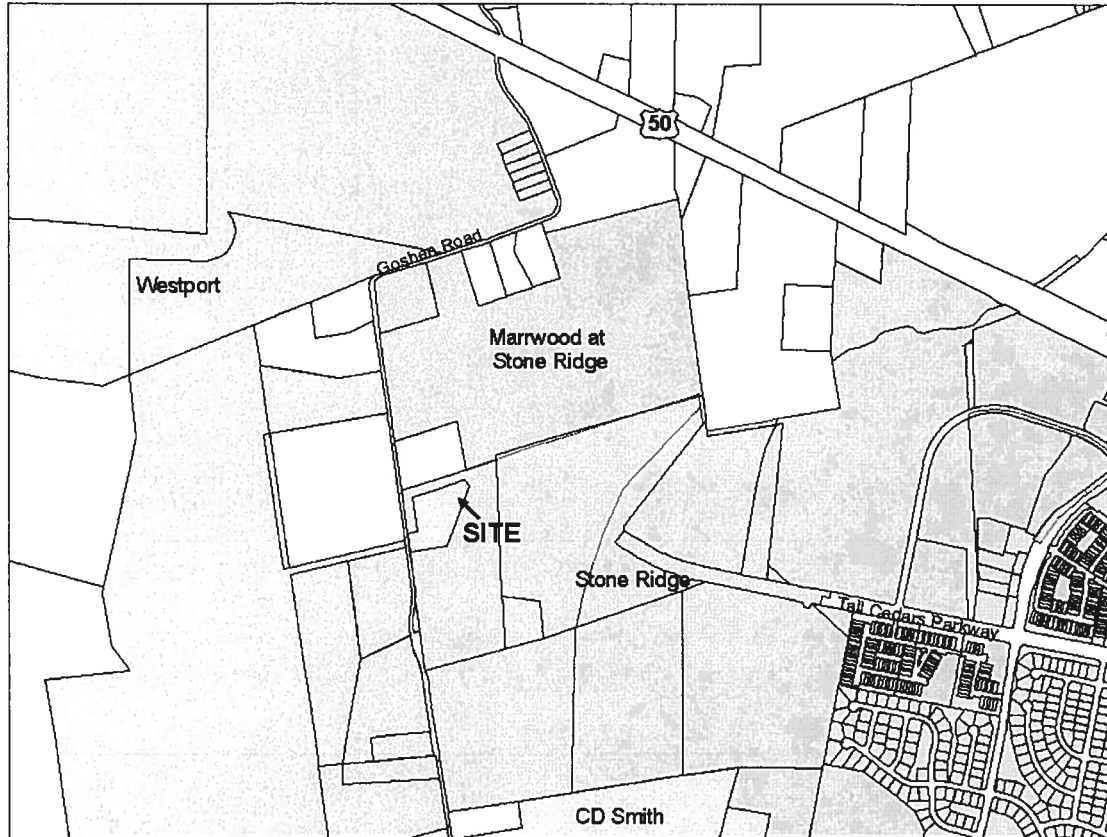 50
Goshen Road
Westport
Marrwood at
Stone Ridge
SITE
Stone Ridge
Tall Cedars Parkway
CD Smith